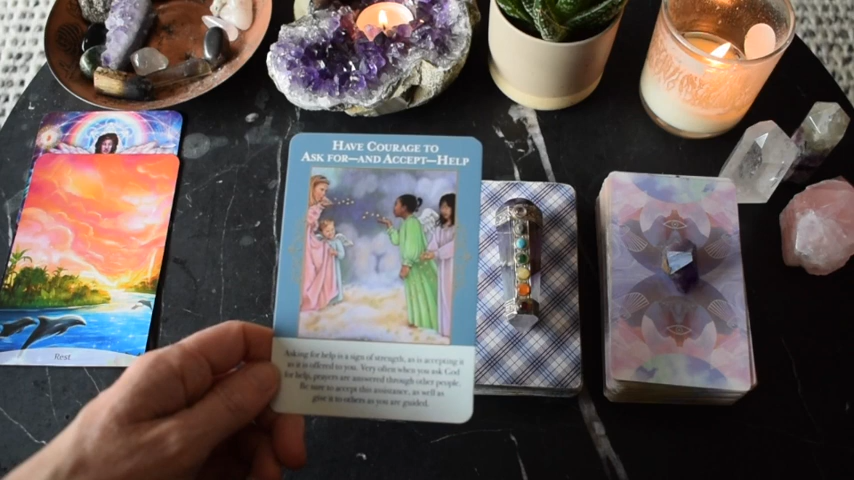 HAVE COURAGE TO
ASK FOR—AND ACCEPT—HELP
Asking for help is a sign of strength, as is accepting it
as it is offered to you. Very often when you ask God
for help, prayers are answered through other people.
Be sure to accept this assistance, as well as
give it to others as you are guided.
Rest